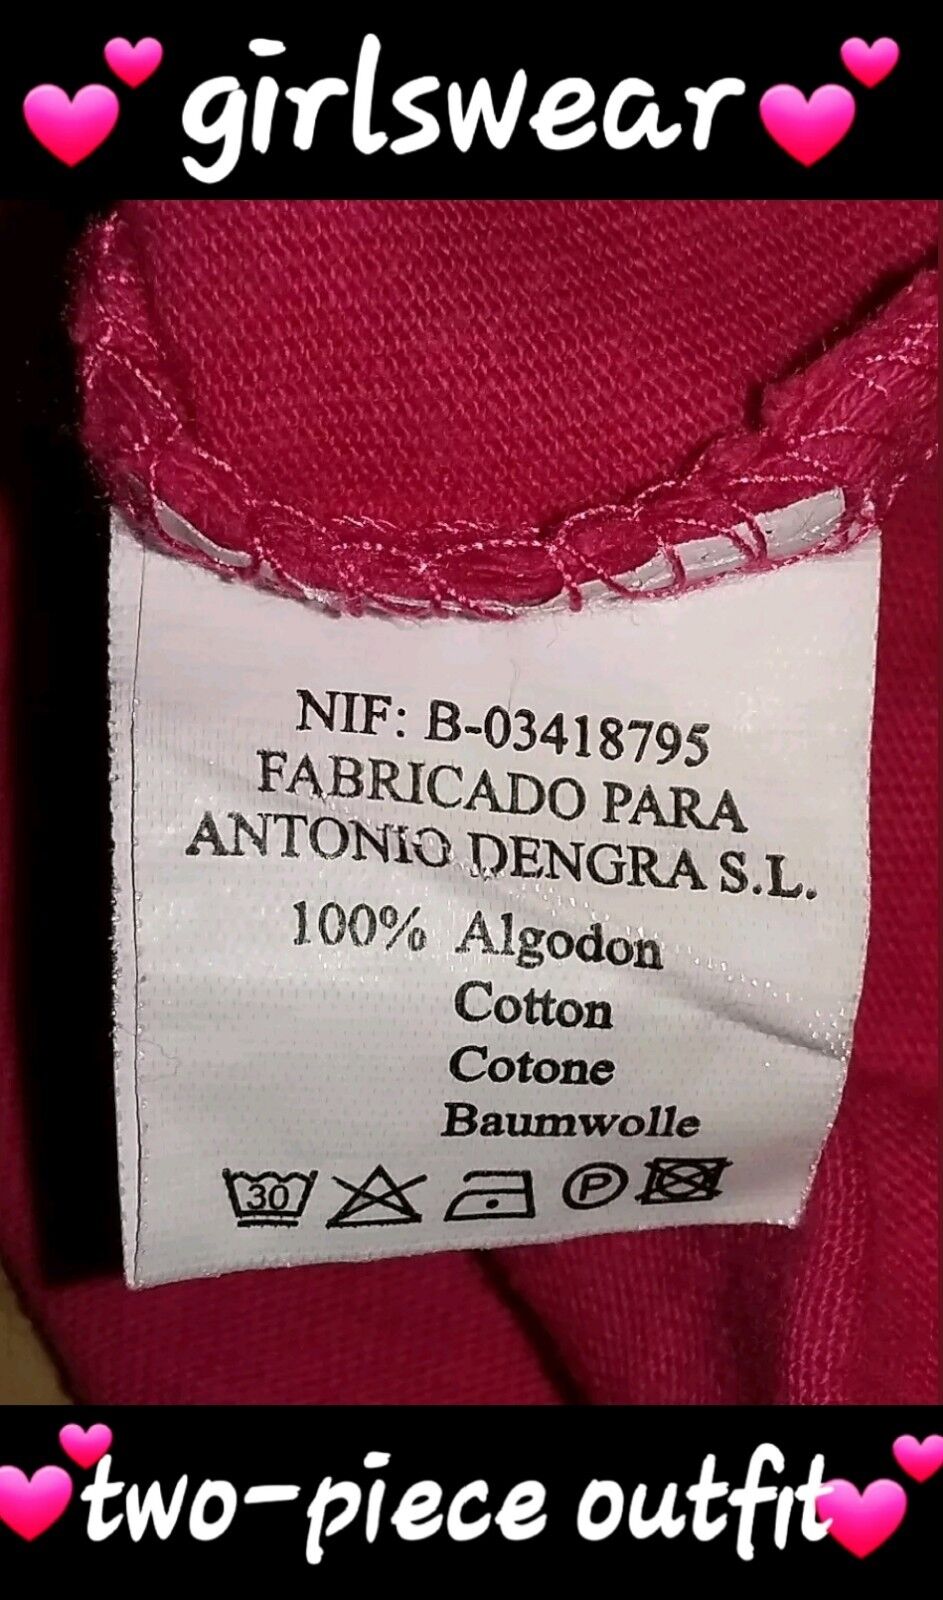 girlswear
NIF: B-03418795
FABRICADO PARA
ANTONIO DENGRA S.L.
100% Algodon
Cotton
Cotone
Baumwolle
30 P
two-piece outfit